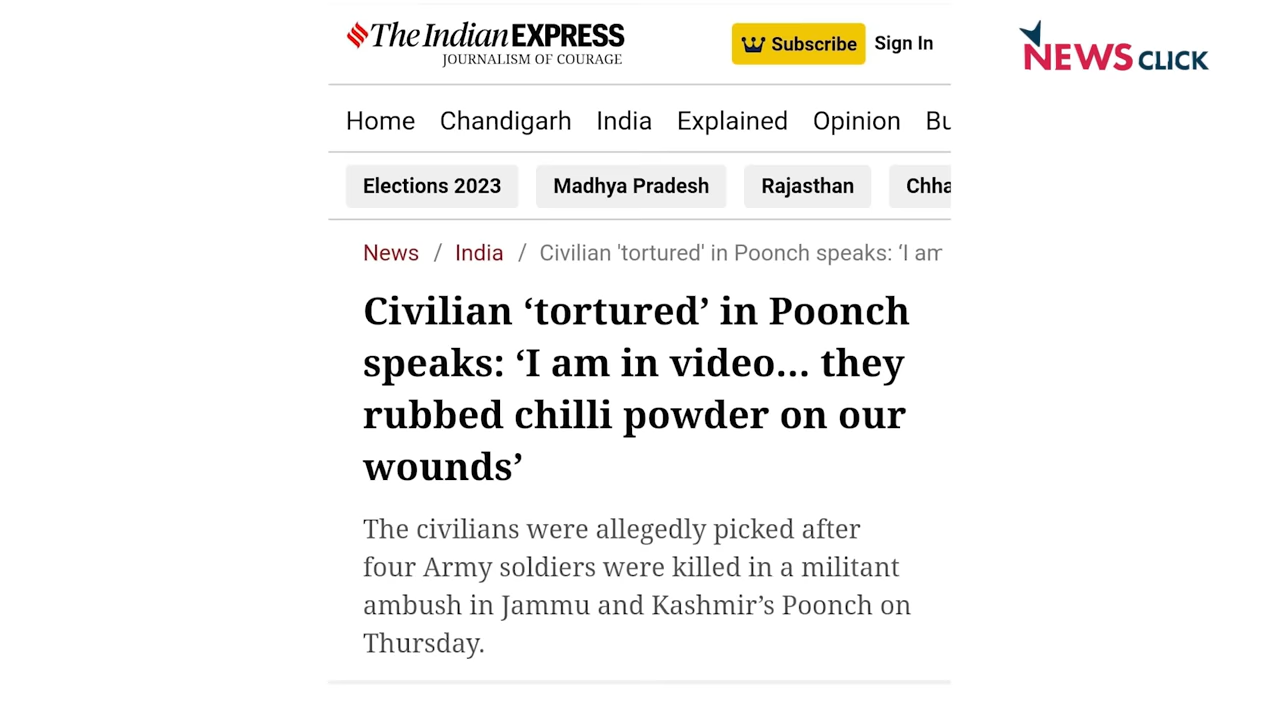 The Indian EXPRESS
JOURNALISM OF COURAGE
Subscribe
Sign In
NEWS CLICK
Home Chandigarh India Explained Opinion Bu
Elections 2023 Madhya Pradesh Rajasthan Chha
News / India / Civilian 'tortured' in Poonch speaks: ‘I am
Civilian ‘tortured’ in Poonch
speaks: ‘I am in video... they
rubbed chilli powder on our
wounds’
The civilians were allegedly picked after
four Army soldiers were killed in a militant
ambush in Jammu and Kashmir’s Poonch on
Thursday.